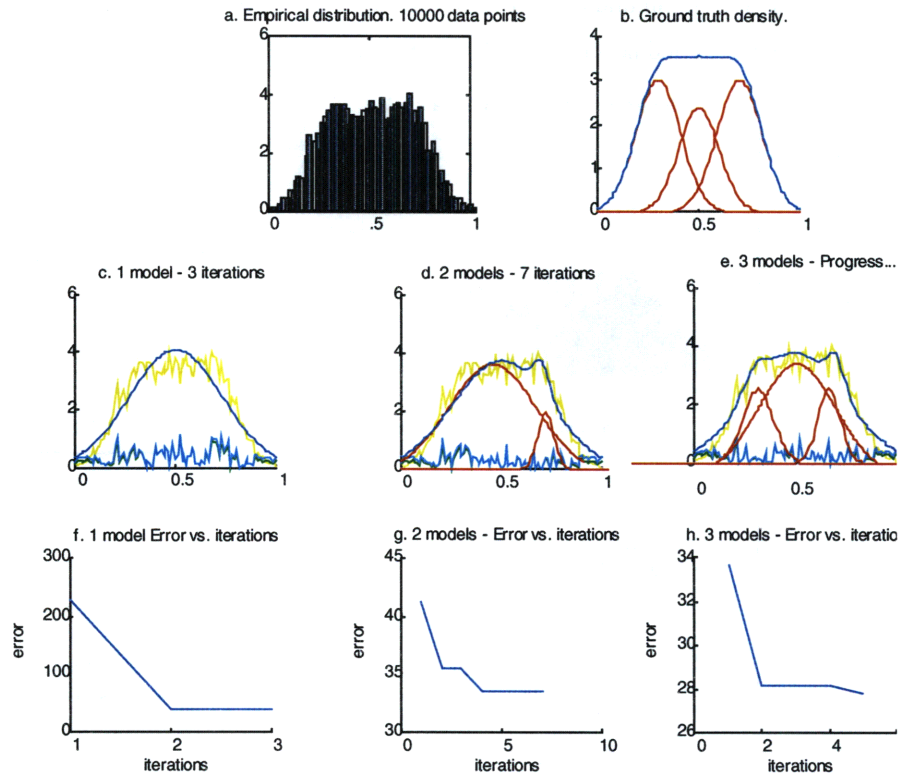 a. Empirical distribution. 10000 data points
6
4
2
0
0 .5 1
b. Ground truth density.
4
3
2
1
0
0 0.5 1
c. 1 model - 3 iterations
6
4
2
0
0 0.5 1
d. 2 models - 7 iterations
6
4
2
0
0 0.5 1
e. 3 models - Progress...
6
4
2
0
0 0.5
f. 1 model Error vs. iterations
300
200
100
0
error
1 2 3
iterations
g. 2 models - Error vs. iterations
45
40
35
30
error
0 5 10
iterations
h. 3 models - Error vs. iteratio
34
32
30
28
26
error
0 2 4 6
iterations